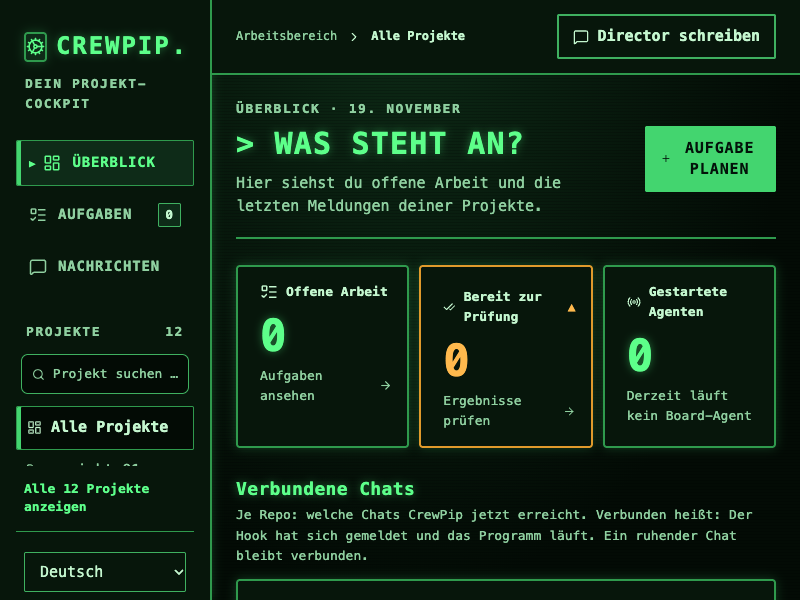 CREWPIP.
DEIN PROJEKT-
COCKPIT
ÜBERBLICK
AUFGABEN 0
NACHRICHTEN
PROJEKTE 12
Projekt suchen …
Alle Projekte
Alle 12 Projekte
anzeigen
Deutsch
Arbeitsbereich > Alle Projekte
Director schreiben
ÜBERBLICK · 19. NOVEMBER
> WAS STEHT AN?
Hier siehst du offene Arbeit und die
letzten Meldungen deiner Projekte.
+ AUFGABE
PLANEN
Offene Arbeit
0
Aufgaben
ansehen →
Bereit zur
Prüfung ▲
0
Ergebnisse
prüfen →
Gestartete
Agenten
0
Derzeit läuft
kein Board-Agent
Verbundene Chats
Je Repo: welche Chats CrewPip jetzt erreicht. Verbunden heißt: Der
Hook hat sich gemeldet und das Programm läuft. Ein ruhender Chat
bleibt verbunden.